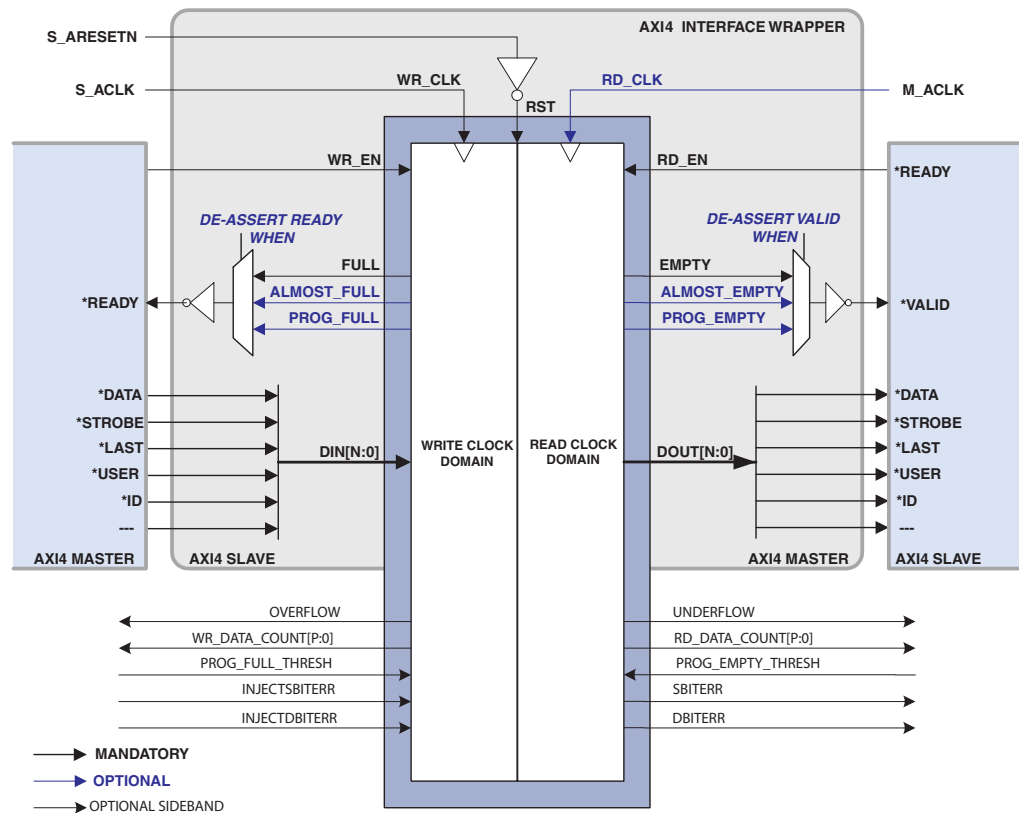 AXI4 INTERFACE WRAPPER
S_ARESETN
S_ACLK
WR_CLK
RD_CLK
M_ACLK
RST
WR_EN
RD_EN
*READY
DE-ASSERT READY
WHEN
DE-ASSERT VALID
WHEN
FULL
EMPTY
*READY
ALMOST_FULL
ALMOST_EMPTY
*VALID
PROG_FULL
PROG_EMPTY
*DATA
*STROBE
*LAST
*USER
*ID
---
DIN[N:0]
WRITE CLOCK
DOMAIN
READ CLOCK
DOMAIN
DOUT[N:0]
*DATA
*STROBE
*LAST
*USER
*ID
---
AXI4 MASTER
AXI4 SLAVE
AXI4 MASTER
AXI4 SLAVE
OVERFLOW
WR_DATA_COUNT[P:0]
PROG_FULL_THRESH
INJECTSBITERR
INJECTDBITERR
UNDERFLOW
RD_DATA_COUNT[P:0]
PROG_EMPTY_THRESH
SBITERR
DBITERR
MANDATORY
OPTIONAL
OPTIONAL SIDEBAND